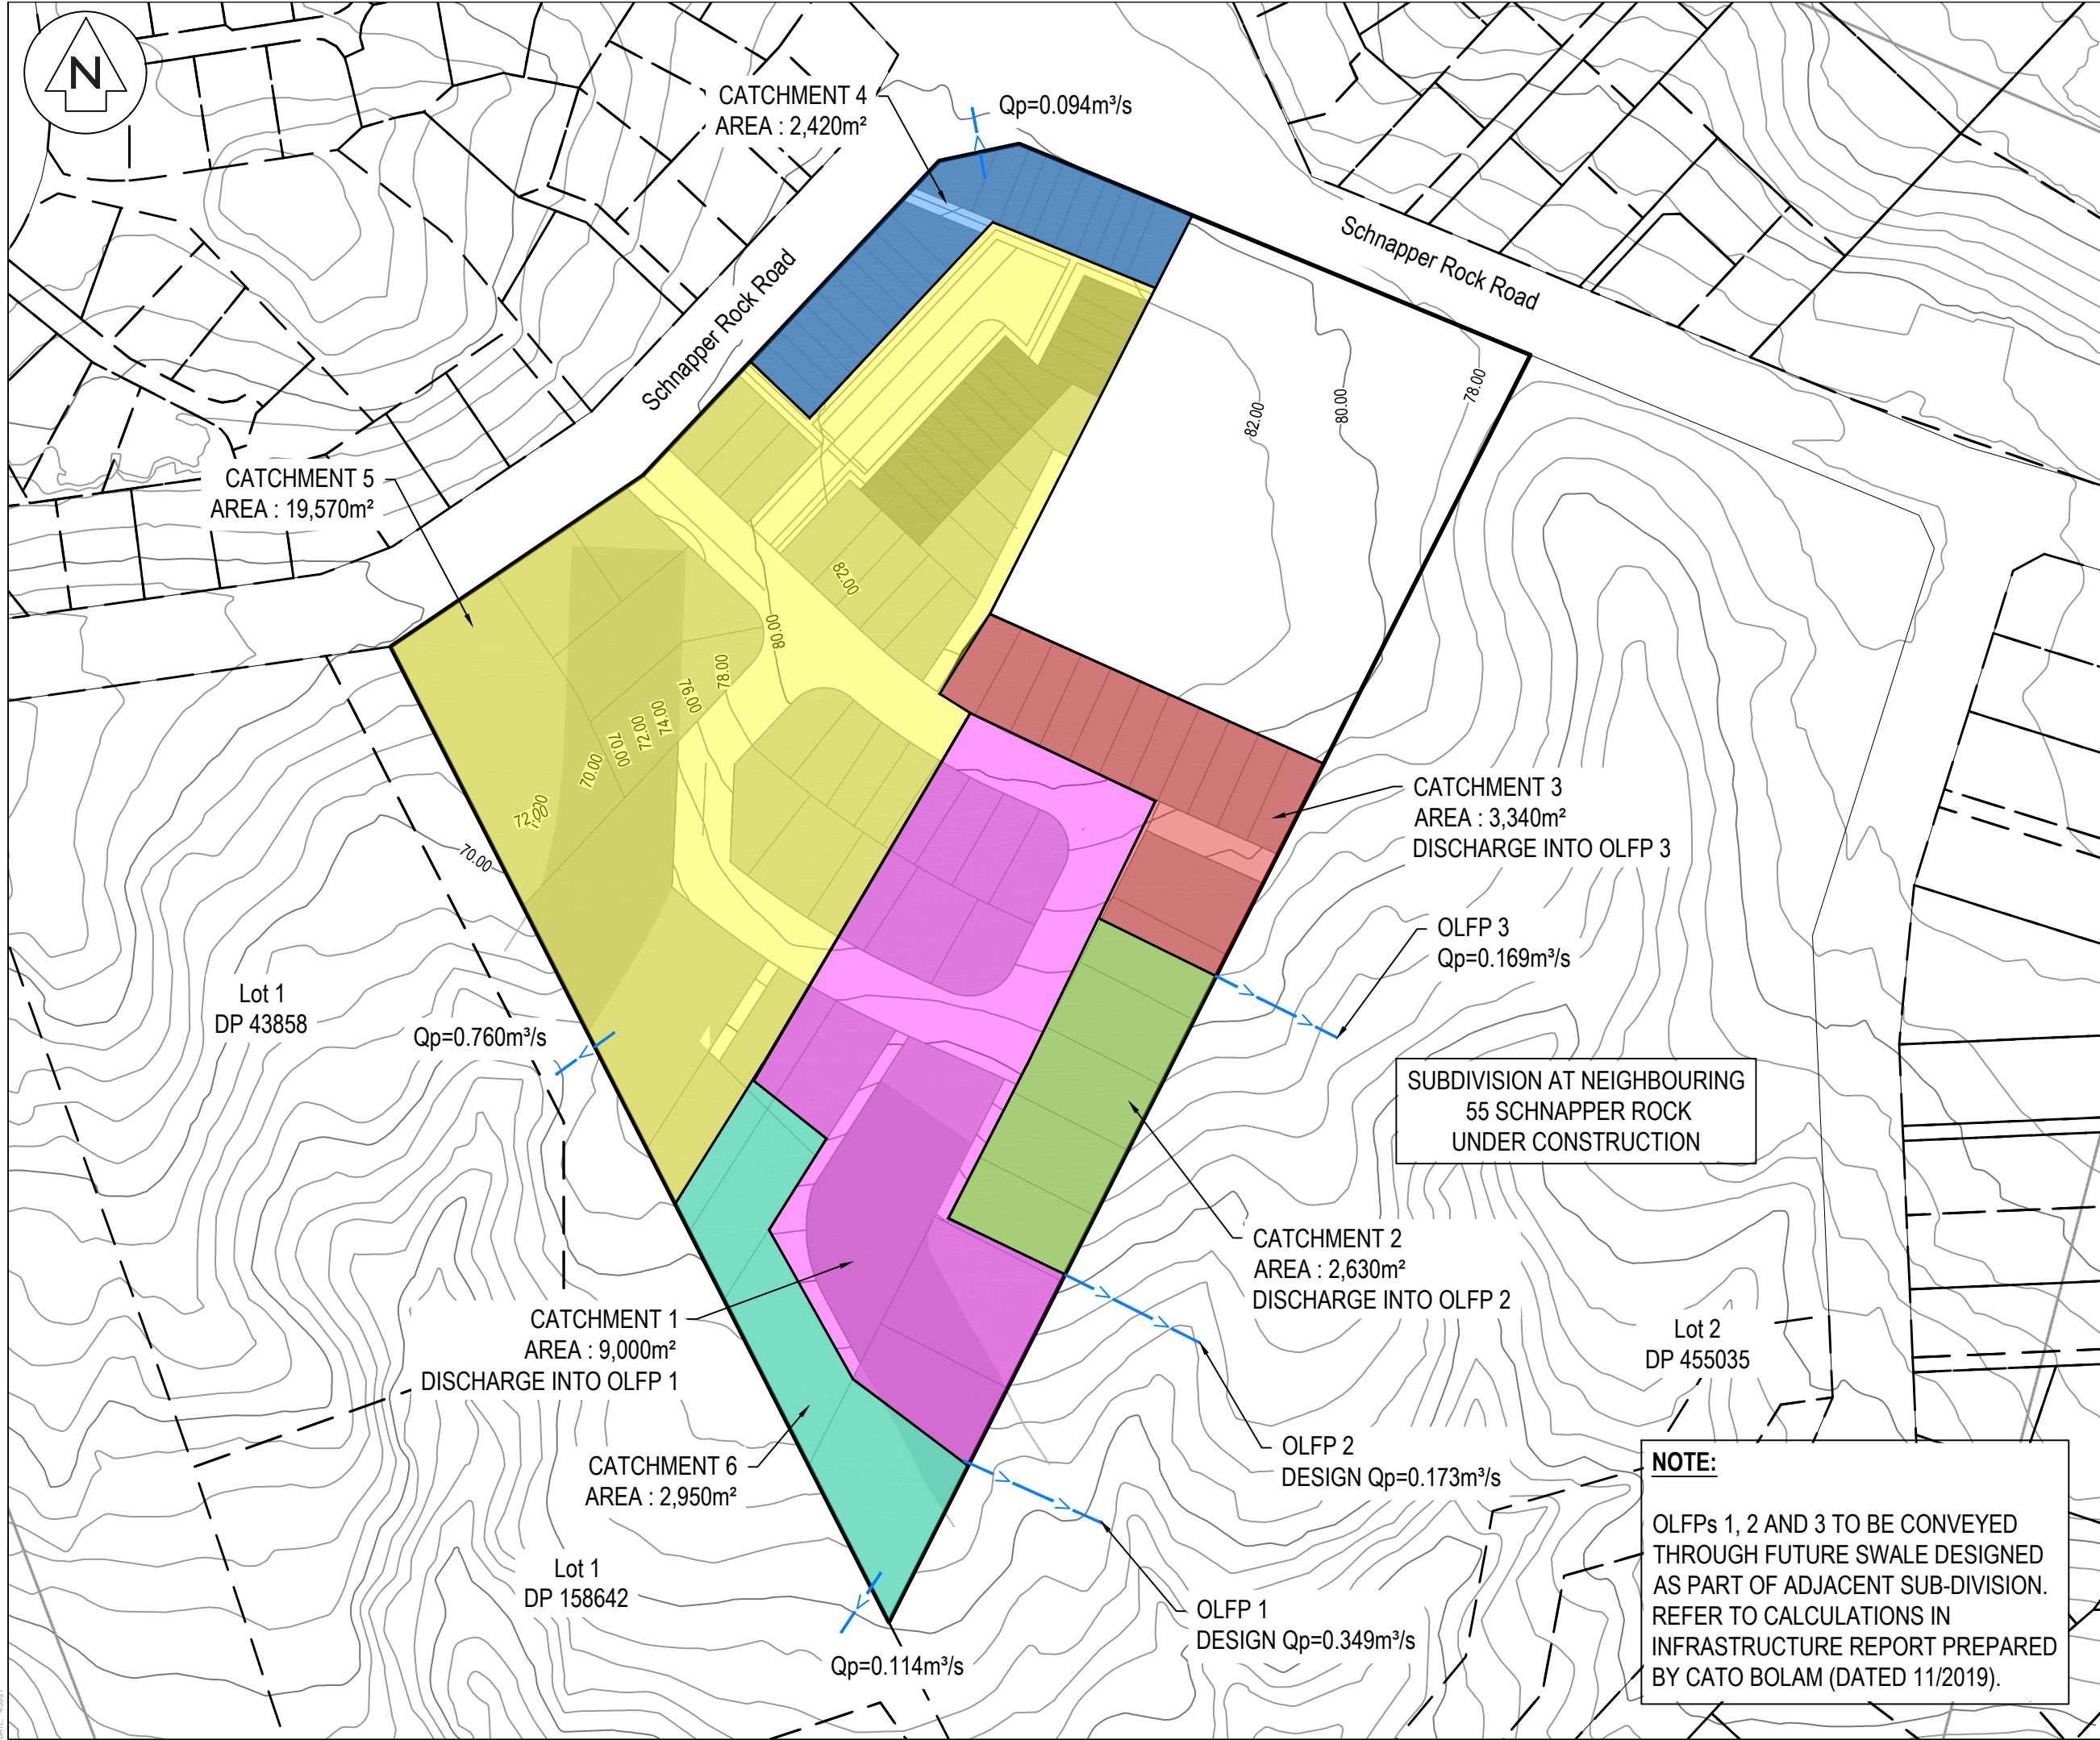 N
CATCHMENT 4
AREA : 2,420m²
Qp=0.094m³/s
Schnapper Rock Road
Schnapper Rock Road
CATCHMENT 5
AREA : 19,570m²
82.00
80.00
78.00
82.00
80.00
78.00
76.00
74.00
72.00
70.00
70.00
72.00
70.00
CATCHMENT 3
AREA : 3,340m²
DISCHARGE INTO OLFP 3
OLFP 3
Qp=0.169m³/s
Lot 1
DP 43858
Qp=0.760m³/s
SUBDIVISION AT NEIGHBOURING
55 SCHNAPPER ROCK
UNDER CONSTRUCTION
CATCHMENT 2
AREA : 2,630m²
DISCHARGE INTO OLFP 2
CATCHMENT 1
AREA : 9,000m²
DISCHARGE INTO OLFP 1
Lot 2
DP 455035
CATCHMENT 6
AREA : 2,950m²
OLFP 2
DESIGN Qp=0.173m³/s
Lot 1
DP 158642
OLFP 1
DESIGN Qp=0.349m³/s
Qp=0.114m³/s
NOTE:
OLFPs 1, 2 AND 3 TO BE CONVEYED
THROUGH FUTURE SWALE DESIGNED
AS PART OF ADJACENT SUB-DIVISION.
REFER TO CALCULATIONS IN
INFRASTRUCTURE REPORT PREPARED
BY CATO BOLAM (DATED 11/2019).